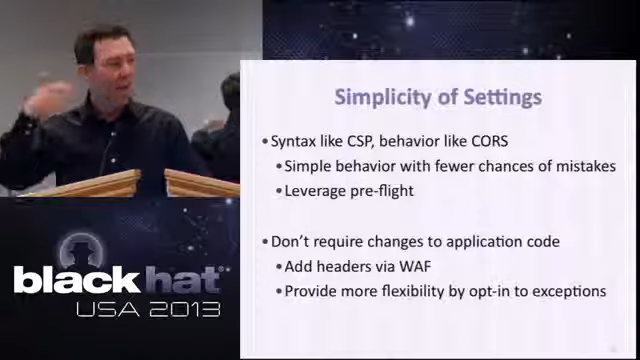 Simplicity of Settings
•Syntax like CSP, behavior like CORS
•Simple behavior with fewer chances of mistakes
•Leverage pre-flight
•Don't require changes to application code
•Add headers via WAF
•Provide more flexibility by opt-in to exceptions
black hat®
USA 2013